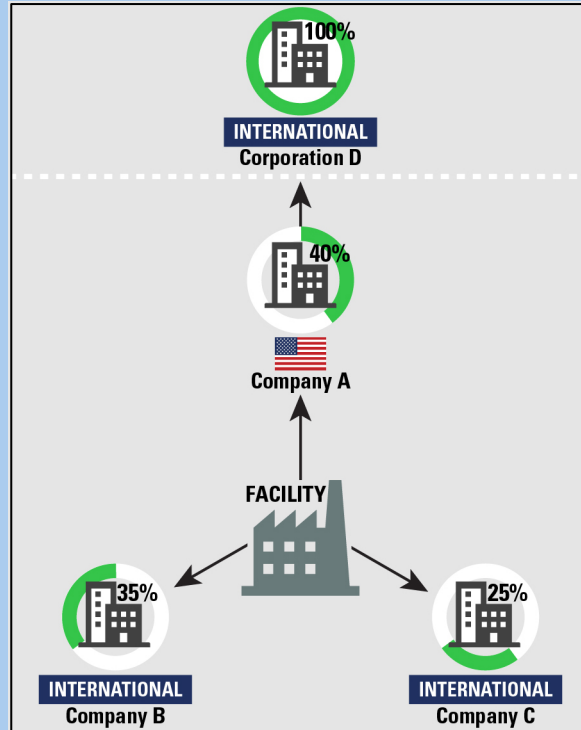 100%
INTERNATIONAL
Corporation D
40%
Company A
FACILITY
35%
INTERNATIONAL
Company B
25%
INTERNATIONAL
Company C